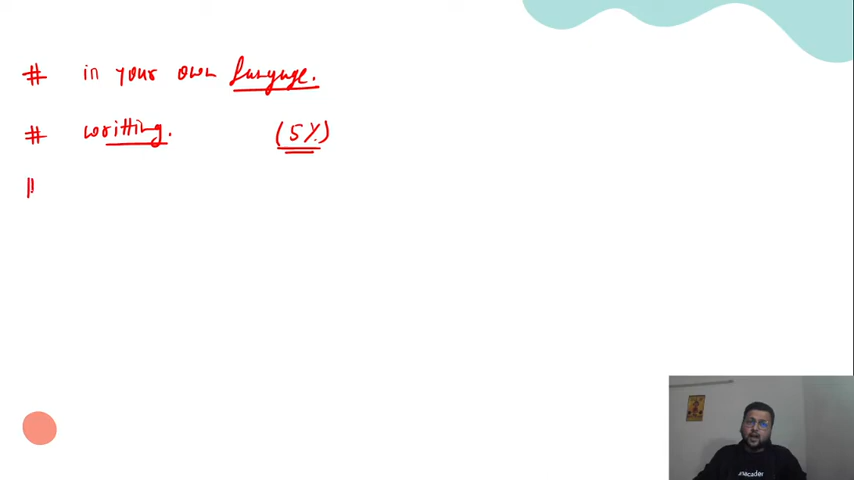 # in your own language.
# writting. (5%)